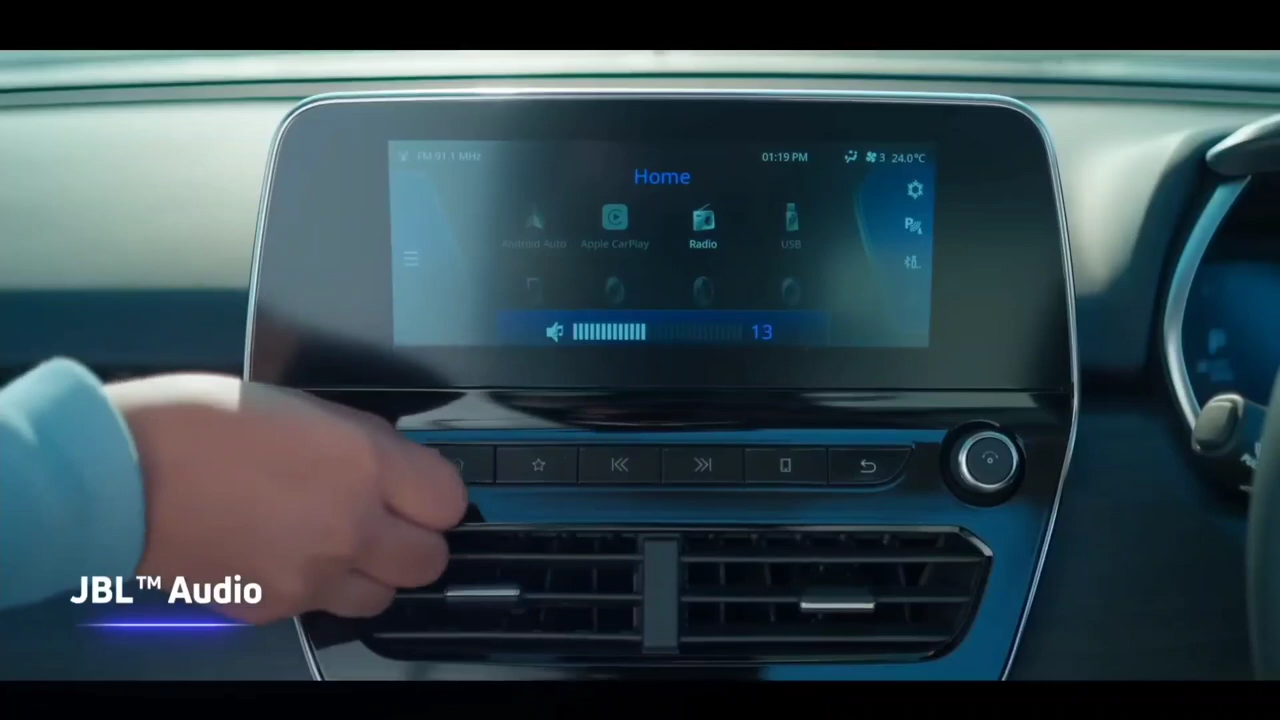 FM 91.1 MHz
01:19 PM
3 24.0°C
Home
Android Auto
Apple CarPlay
Radio
USB
13
JBL™ Audio